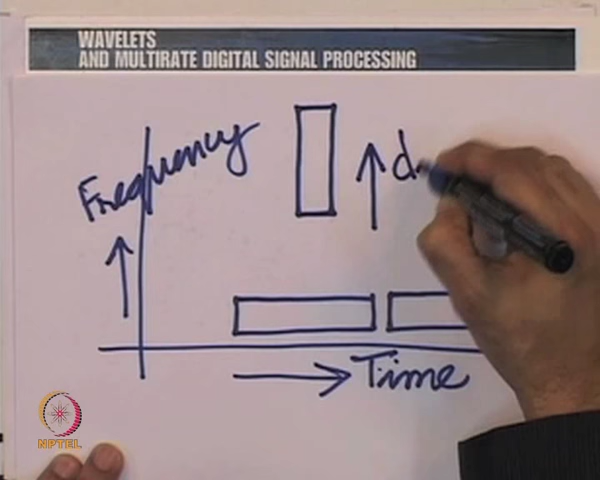 WAVELETS
AND MULTIRATE DIGITAL SIGNAL PROCESSING
Frequency
d
Time
NPTEL